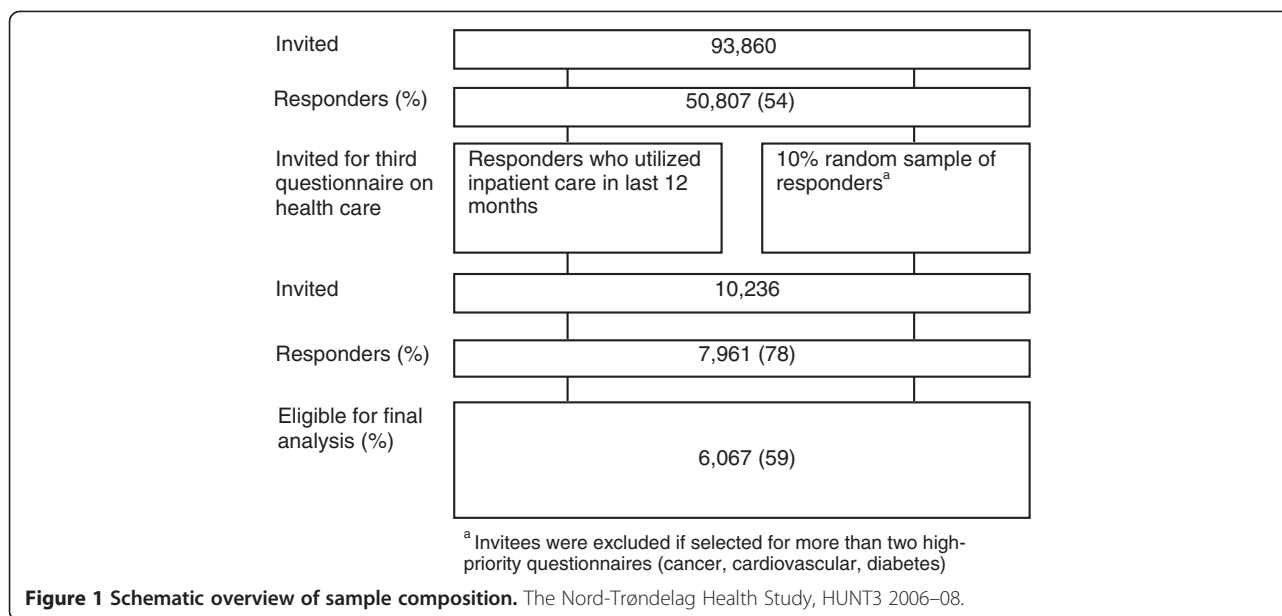 Invited
93,860
Responders (%)
50,807 (54)
Invited for third
questionnaire on
health care
Responders who utilized
inpatient care in last 12
months
10% random sample of
respondersᵃ
Invited
10,236
Responders (%)
7,961 (78)
Eligible for final
analysis (%)
6,067 (59)
ᵃ Invitees were excluded if selected for more than two high-
priority questionnaires (cancer, cardiovascular, diabetes)
Figure 1 Schematic overview of sample composition. The Nord-Trøndelag Health Study, HUNT3 2006–08.